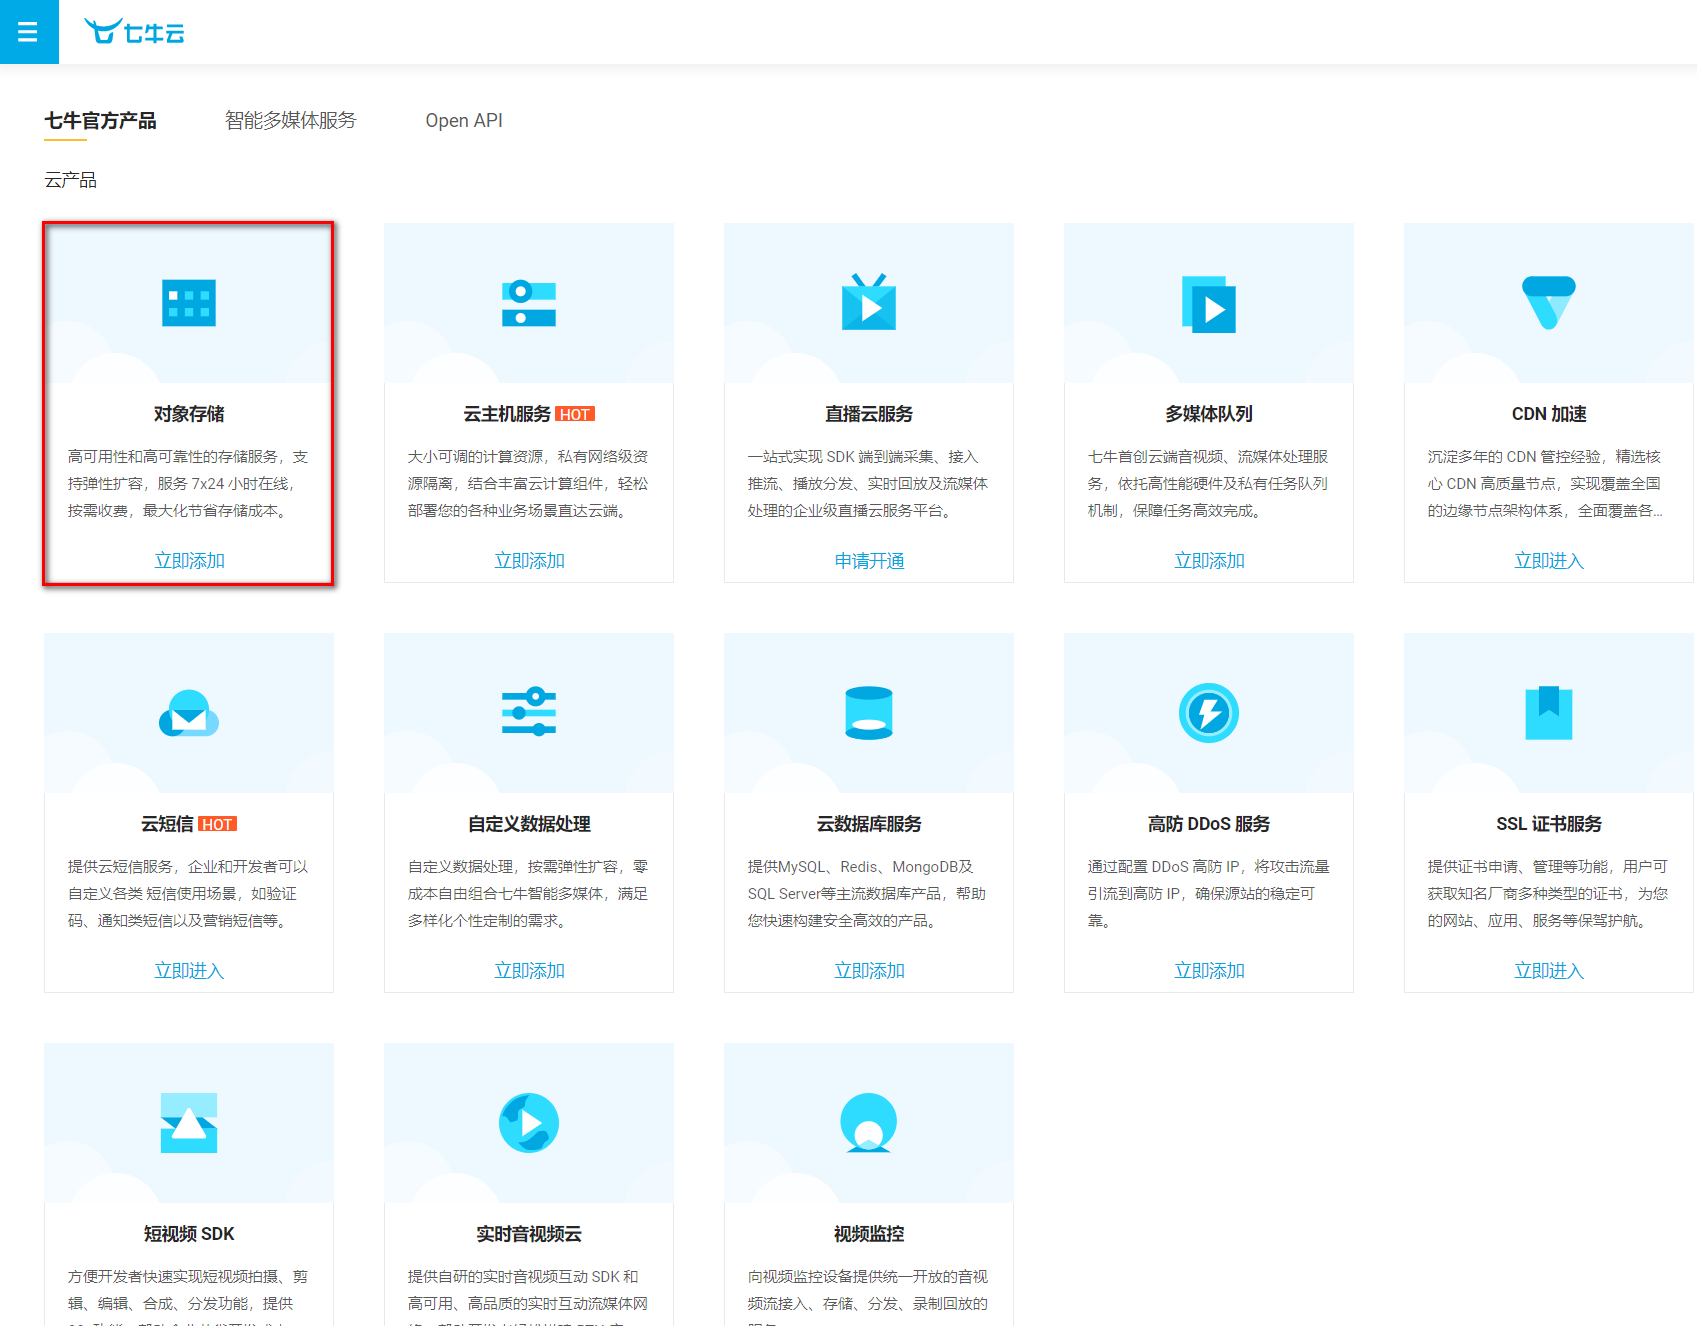 七牛云
七牛官方产品
智能多媒体服务
Open API
云产品
对象存储
高可用性和高可靠性的存储服务，支
持弹性扩容，服务 7x24 小时在线，
按需收费，最大化节省存储成本。
立即添加
云主机服务 HOT
大小可调的计算资源，私有网络级资
源隔离，结合丰富云计算组件，轻松
部署您的各种业务场景直达云端。
立即添加
直播云服务
一站式实现 SDK 端到端采集、接入
推流、播放分发、实时回放及流媒体
处理的企业级直播云服务平台。
申请开通
多媒体队列
七牛首创云端音视频、流媒体处理服
务，依托高性能硬件及私有任务队列
机制，保障任务高效完成。
立即添加
CDN 加速
沉淀多年的 CDN 管控经验，精选核
心 CDN 高质量节点，实现覆盖全国
的边缘节点架构体系，全面覆盖各...
立即进入
云短信 HOT
提供云短信服务，企业和开发者可以
自定义各类 短信使用场景，如验证
码、通知类短信以及营销短信等。
立即进入
自定义数据处理
自定义数据处理，按需弹性扩容，零
成本自由组合七牛智能多媒体，满足
多样化个性定制的需求。
立即添加
云数据库服务
提供MySQL、Redis、MongoDB及
SQL Server等主流数据库产品，帮助
您快速构建安全高效的产品。
立即添加
高防 DDoS 服务
通过配置 DDoS 高防 IP，将攻击流量
引流到高防 IP，确保源站的稳定可
靠。
立即添加
SSL 证书服务
提供证书申请、管理等功能，用户可
获取知名厂商多种类型的证书，为您
的网站、应用、服务等保驾护航。
立即进入
短视频 SDK
方便开发者快速实现短视频拍摄、剪
辑、编辑、合成、分发功能，提供
实时音视频云
提供自研的实时音视频互动 SDK 和
高可用、高品质的实时互动流媒体网
视频监控
向视频监控设备提供统一开放的音视
频流接入、存储、分发、录制回放的